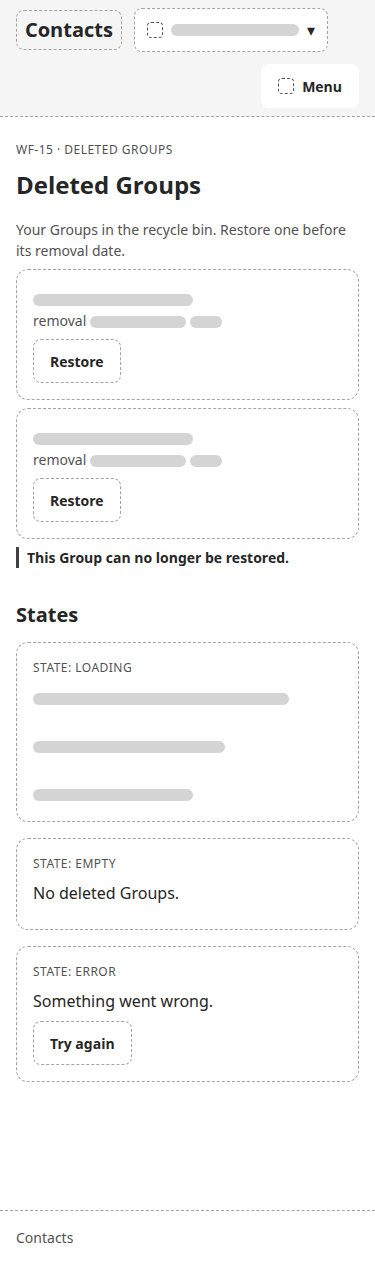 Contacts
▾
Menu
WF-15 · DELETED GROUPS
Deleted Groups
Your Groups in the recycle bin. Restore one before
its removal date.
removal
Restore
removal
Restore
This Group can no longer be restored.
States
STATE: LOADING
STATE: EMPTY
No deleted Groups.
STATE: ERROR
Something went wrong.
Try again
Contacts